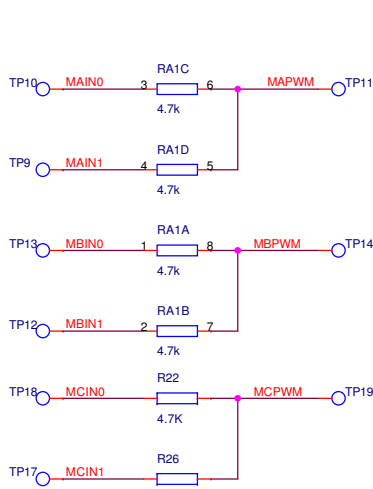 RA1C
TP10 MAIN0 3 6 MAPWM TP11
4.7k
RA1D
TP9 MAIN1 4 5
4.7k
RA1A
TP13 MBIN0 1 8 MBPWM TP14
4.7k
RA1B
TP12 MBIN1 2 7
4.7k
R22
TP18 MCIN0 MCPWM TP19
4.7K
R26
TP17 MCIN1